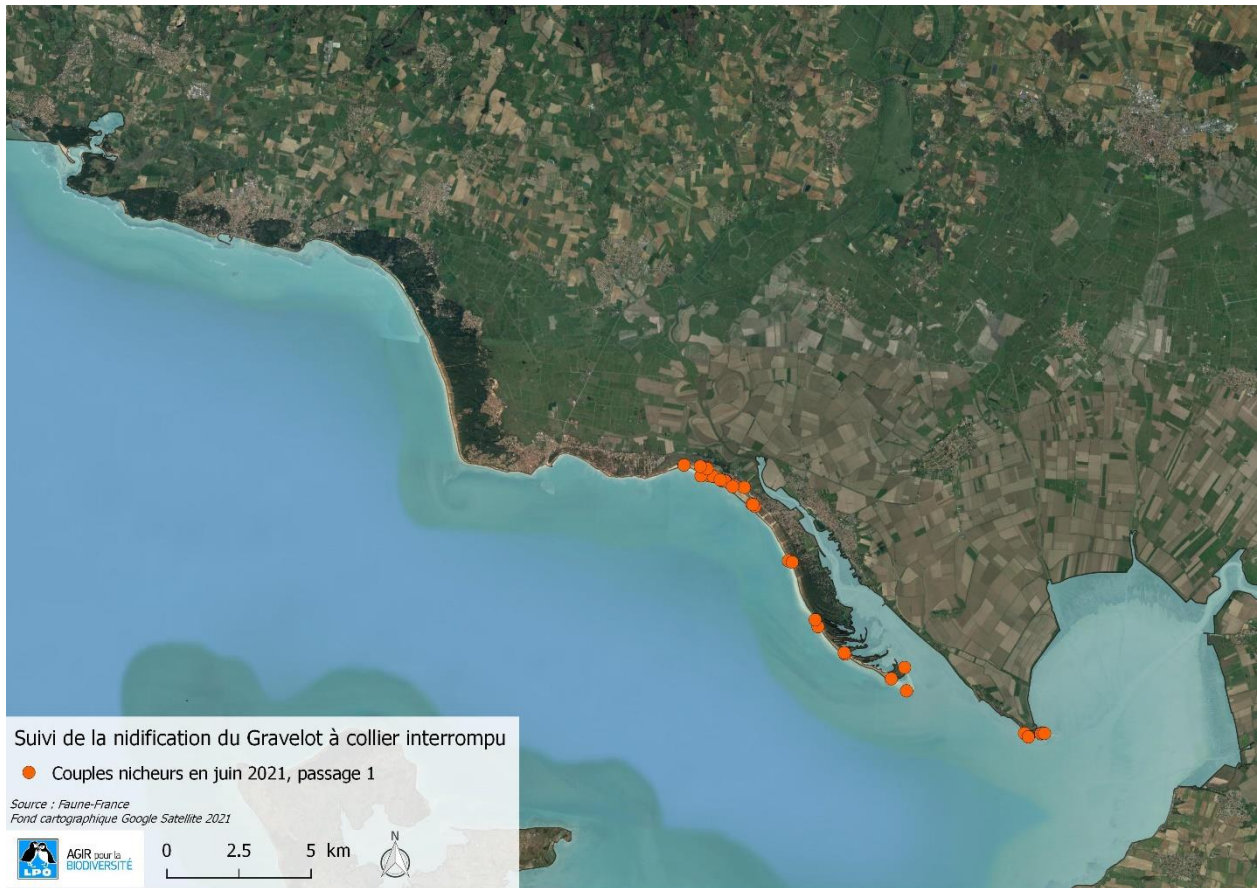 Suivi de la nidification du Gravelot à collier interrompu
Couples nicheurs en juin 2021, passage 1
Source : Faune-France
Fond cartographique Google Satellite 2021
LPO
AGIR pour la
BIODIVERSITÉ
0 2.5 5 km
N